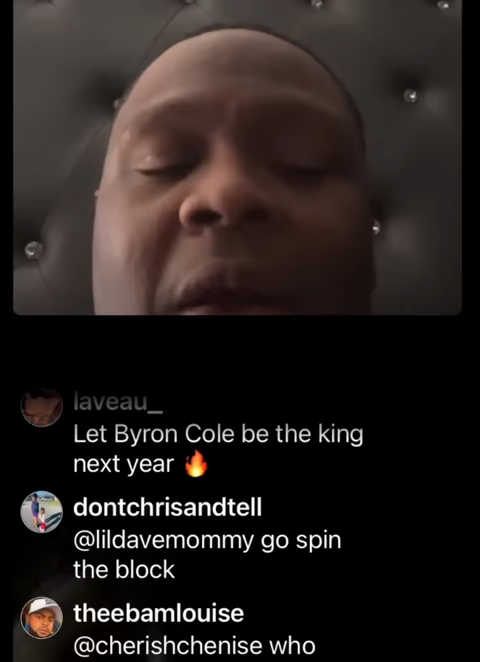 laveau_
Let Byron Cole be the king
next year 🔥
dontchrisandtell
@lildavemommy go spin
the block
theebamlouise
@cherishchenise who